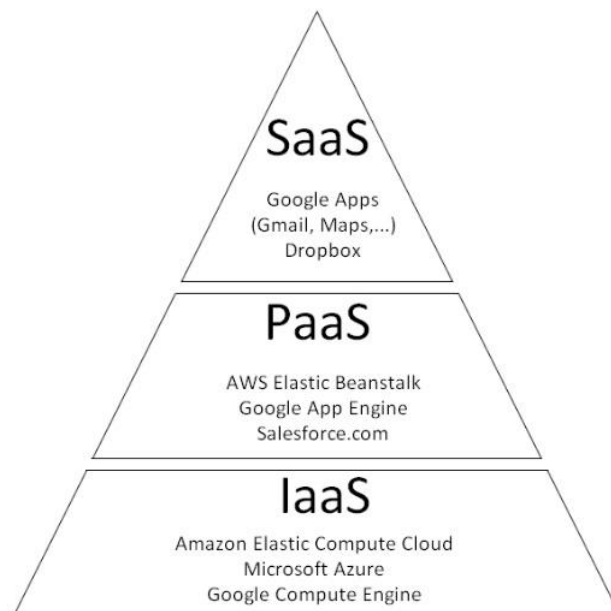 SaaS
Google Apps
(Gmail, Maps,...)
Dropbox
PaaS
AWS Elastic Beanstalk
Google App Engine
Salesforce.com
IaaS
Amazon Elastic Compute Cloud
Microsoft Azure
Google Compute Engine